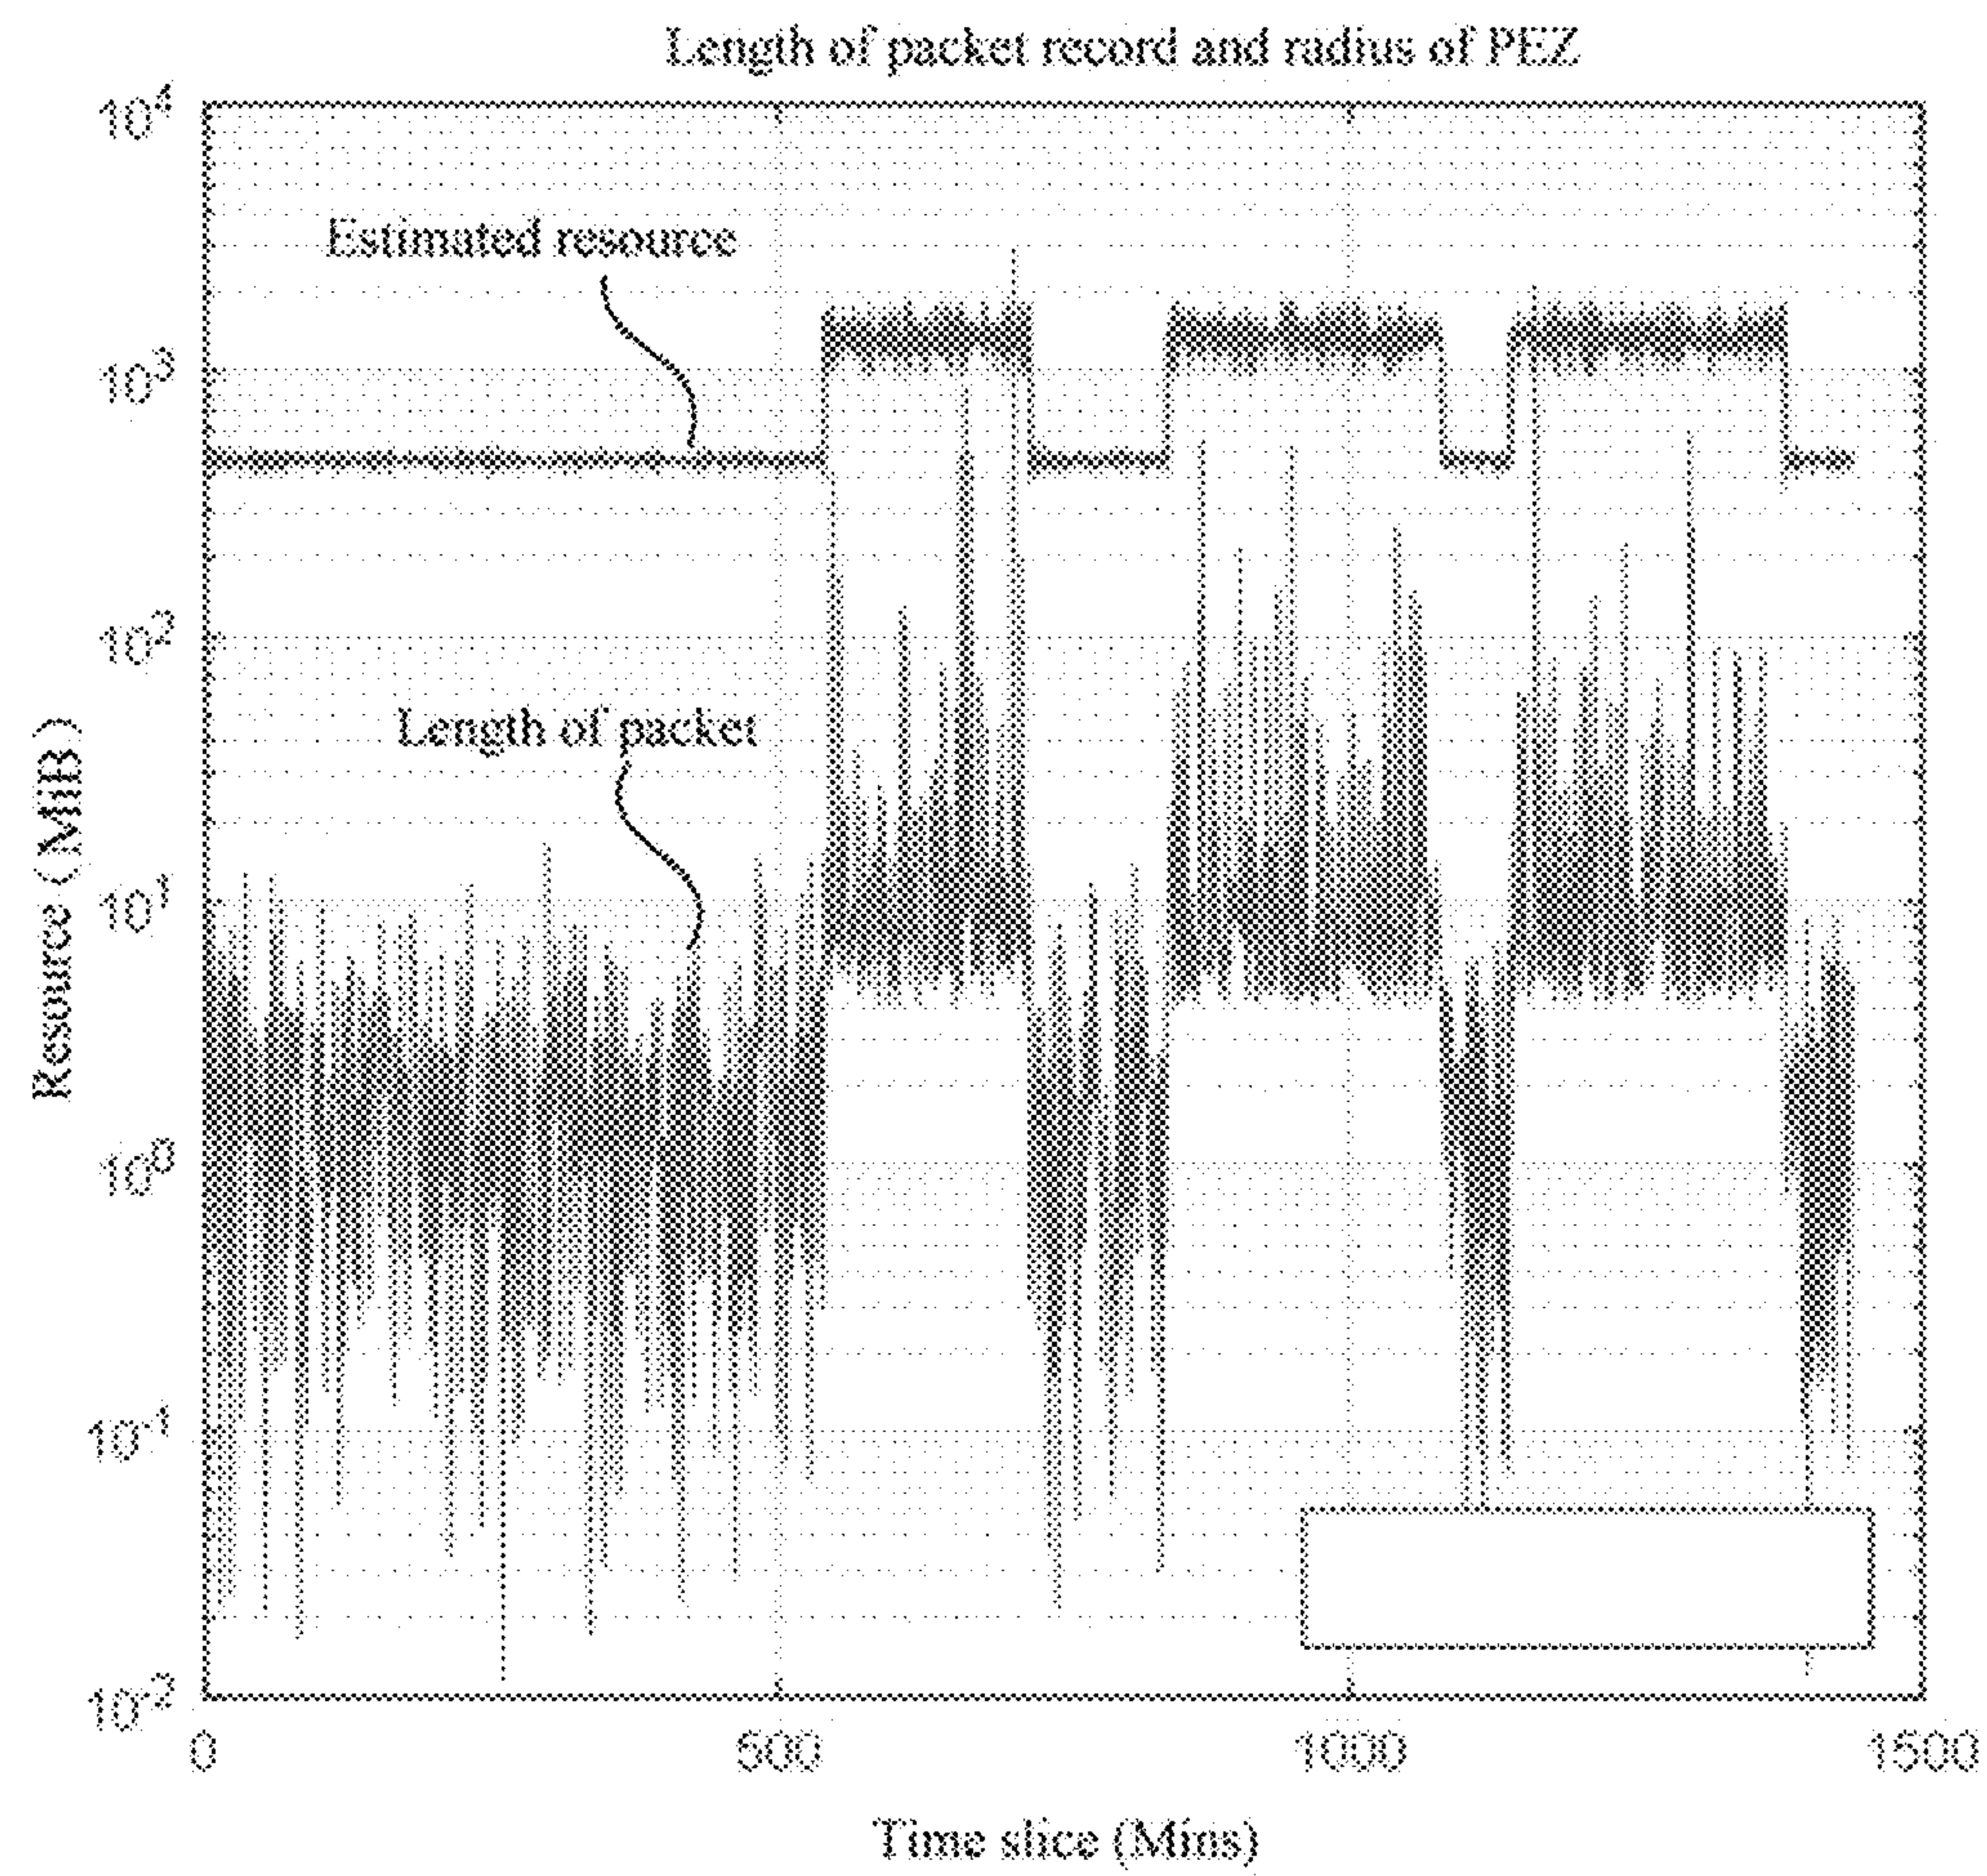 Length of packet record and radius of PEZ
10⁴
Estimated resource
10³
10²
Length of packet
Resource (MiB)
10¹
10⁰
10⁻¹
10⁻²
0 500 1000 1500
Time slice (Mins)